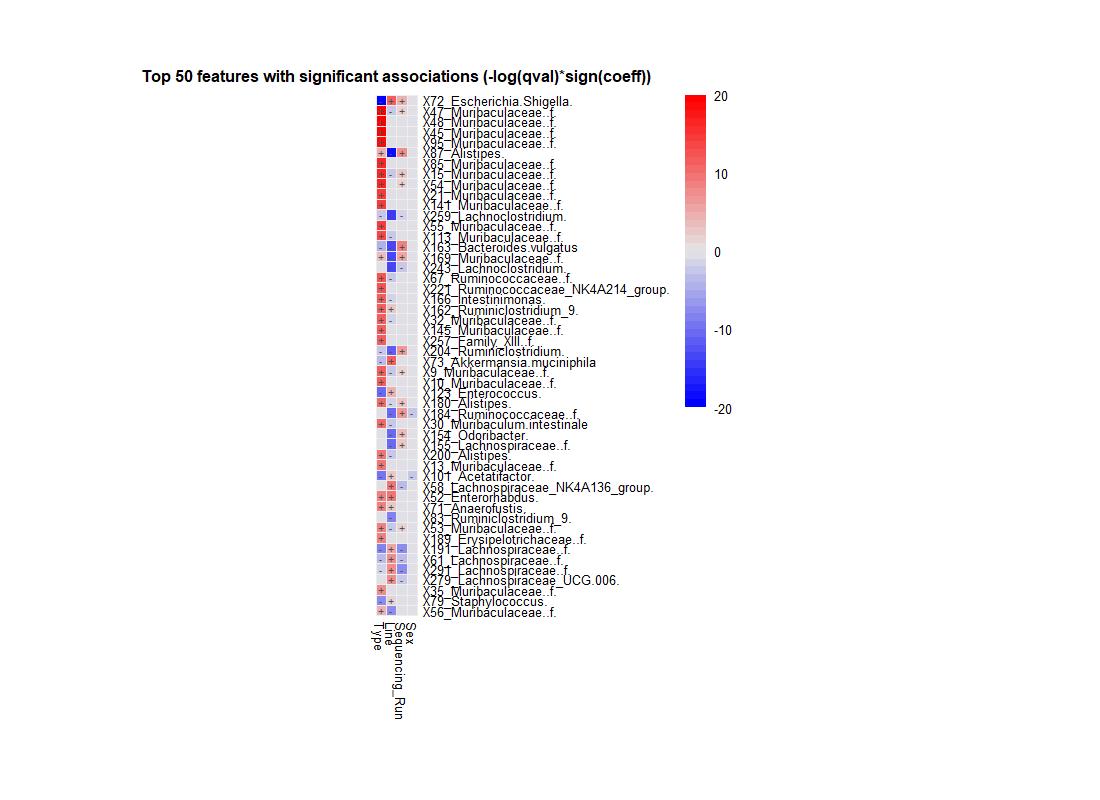 Top 50 features with significant associations (-log(qval)*sign(coeff))
X72_Escherichia.Shigella.
X47_Muribaculaceae..f.
X48_Muribaculaceae..f.
X45_Muribaculaceae..f.
X95_Muribaculaceae..f.
X87_Alistipes.
X85_Muribaculaceae..f.
X15_Muribaculaceae..f.
X54_Muribaculaceae..f.
X21_Muribaculaceae..f.
X141_Muribaculaceae..f.
X259_Lachnoclostridium.
X55_Muribaculaceae..f.
X113_Muribaculaceae..f.
X163_Bacteroides.vulgatus
X169_Muribaculaceae..f.
X243_Lachnoclostridium.
X67_Ruminococcaceae..f.
X221_Ruminococcaceae_NK4A214_group.
X166_Intestinimonas.
X162_Ruminiclostridium_9.
X32_Muribaculaceae..f.
X145_Muribaculaceae..f.
X257_Family_XIII..f.
X204_Ruminiclostridium.
X73_Akkermansia.muciniphila
X9_Muribaculaceae..f.
X10_Muribaculaceae..f.
X123_Enterococcus.
X180_Alistipes.
X184_Ruminococcaceae..f.
X30_Muribaculum.intestinale
X154_Odoribacter.
X155_Lachnospiraceae..f.
X200_Alistipes.
X13_Muribaculaceae..f.
X101_Acetatifactor.
X58_Lachnospiraceae_NK4A136_group.
X52_Enterorhabdus.
X71_Anaerofustis.
X83_Ruminiclostridium_9.
X53_Muribaculaceae..f.
X189_Erysipelotrichaceae..f.
X191_Lachnospiraceae..f.
X61_Lachnospiraceae..f.
X291_Lachnospiraceae..f.
X279_Lachnospiraceae_UCG.006.
X35_Muribaculaceae..f.
X79_Staphylococcus.
X56_Muribaculaceae..f.
Type
Line
Sequencing_Run
Sex
20
10
0
-10
-20